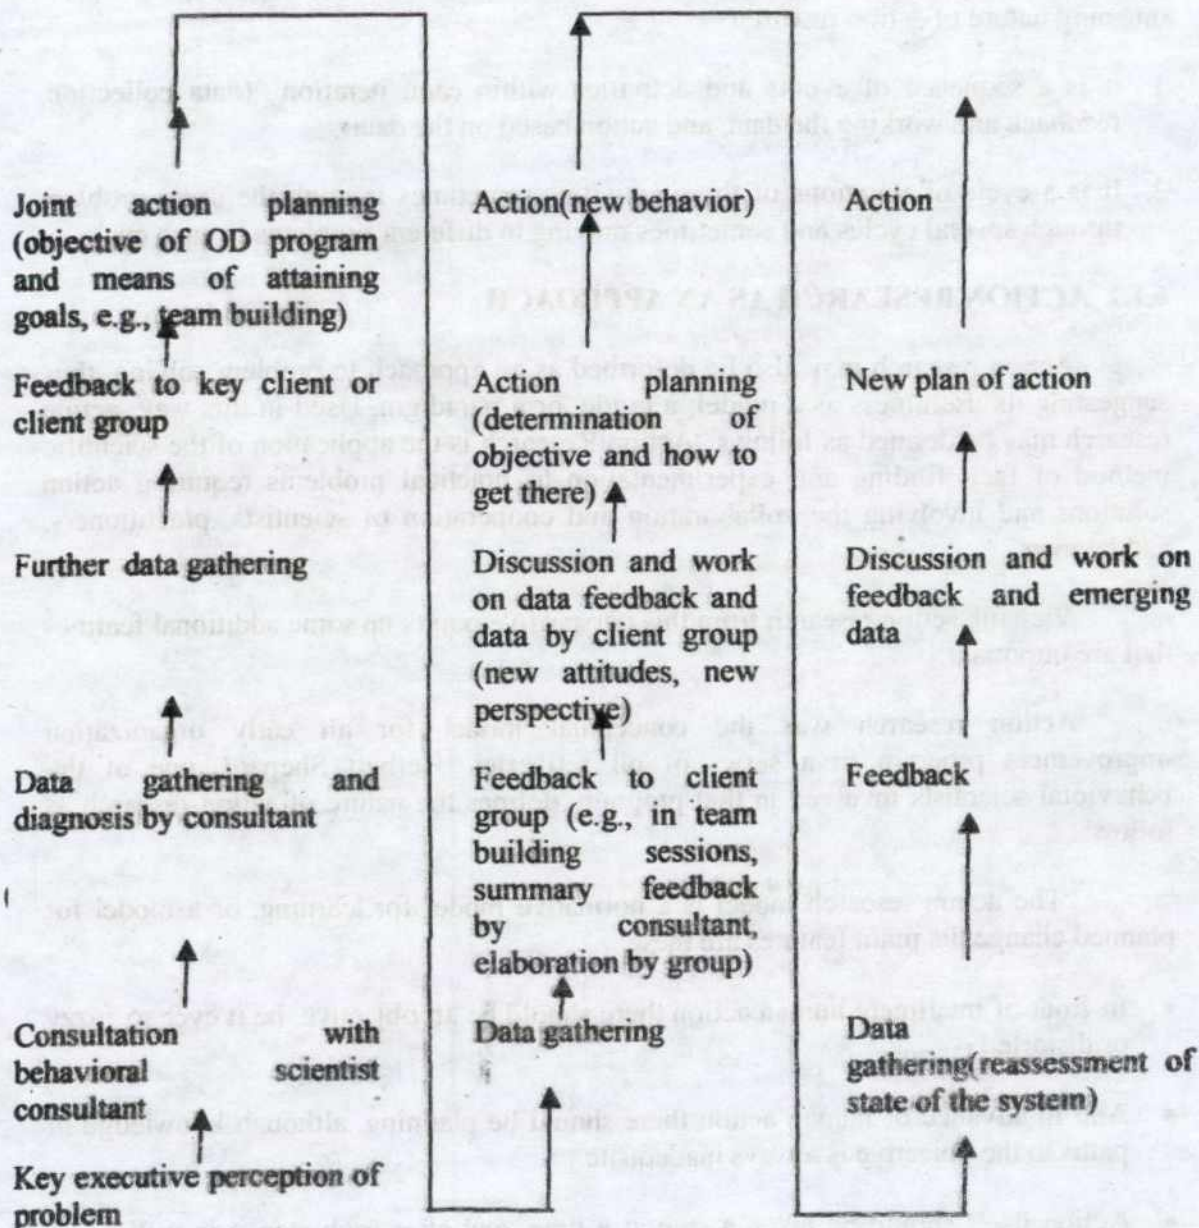 Joint action planning
(objective of OD program
and means of attaining
goals, e.g., team building)
Feedback to key client or
client group
Further data gathering
Data gathering and
diagnosis by consultant
Consultation with
behavioral scientist
consultant
Key executive perception of
problem
Action(new behavior)
Action planning
(determination of
objective and how to
get there)
Discussion and work
on data feedback and
data by client group
(new attitudes, new
perspective)
Feedback to client
group (e.g., in team
building sessions,
summary feedback
by consultant,
elaboration by group)
Data gathering
Action
New plan of action
Discussion and work on
feedback and emerging
data
Feedback
Data
gathering(reassessment of
state of the system)